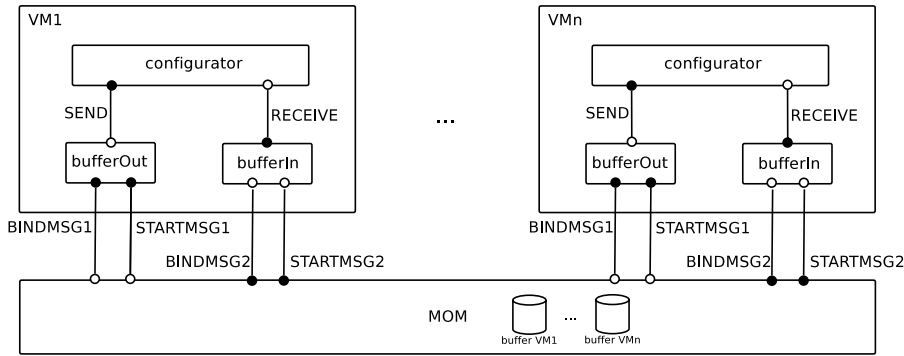 VM1
configurator
SEND
RECEIVE
bufferOut
bufferIn
BINDMSG1
STARTMSG1
BINDMSG2
STARTMSG2
...
VMn
configurator
SEND
RECEIVE
bufferOut
bufferIn
BINDMSG1
STARTMSG1
BINDMSG2
STARTMSG2
MOM
...
buffer VM1
buffer VMn